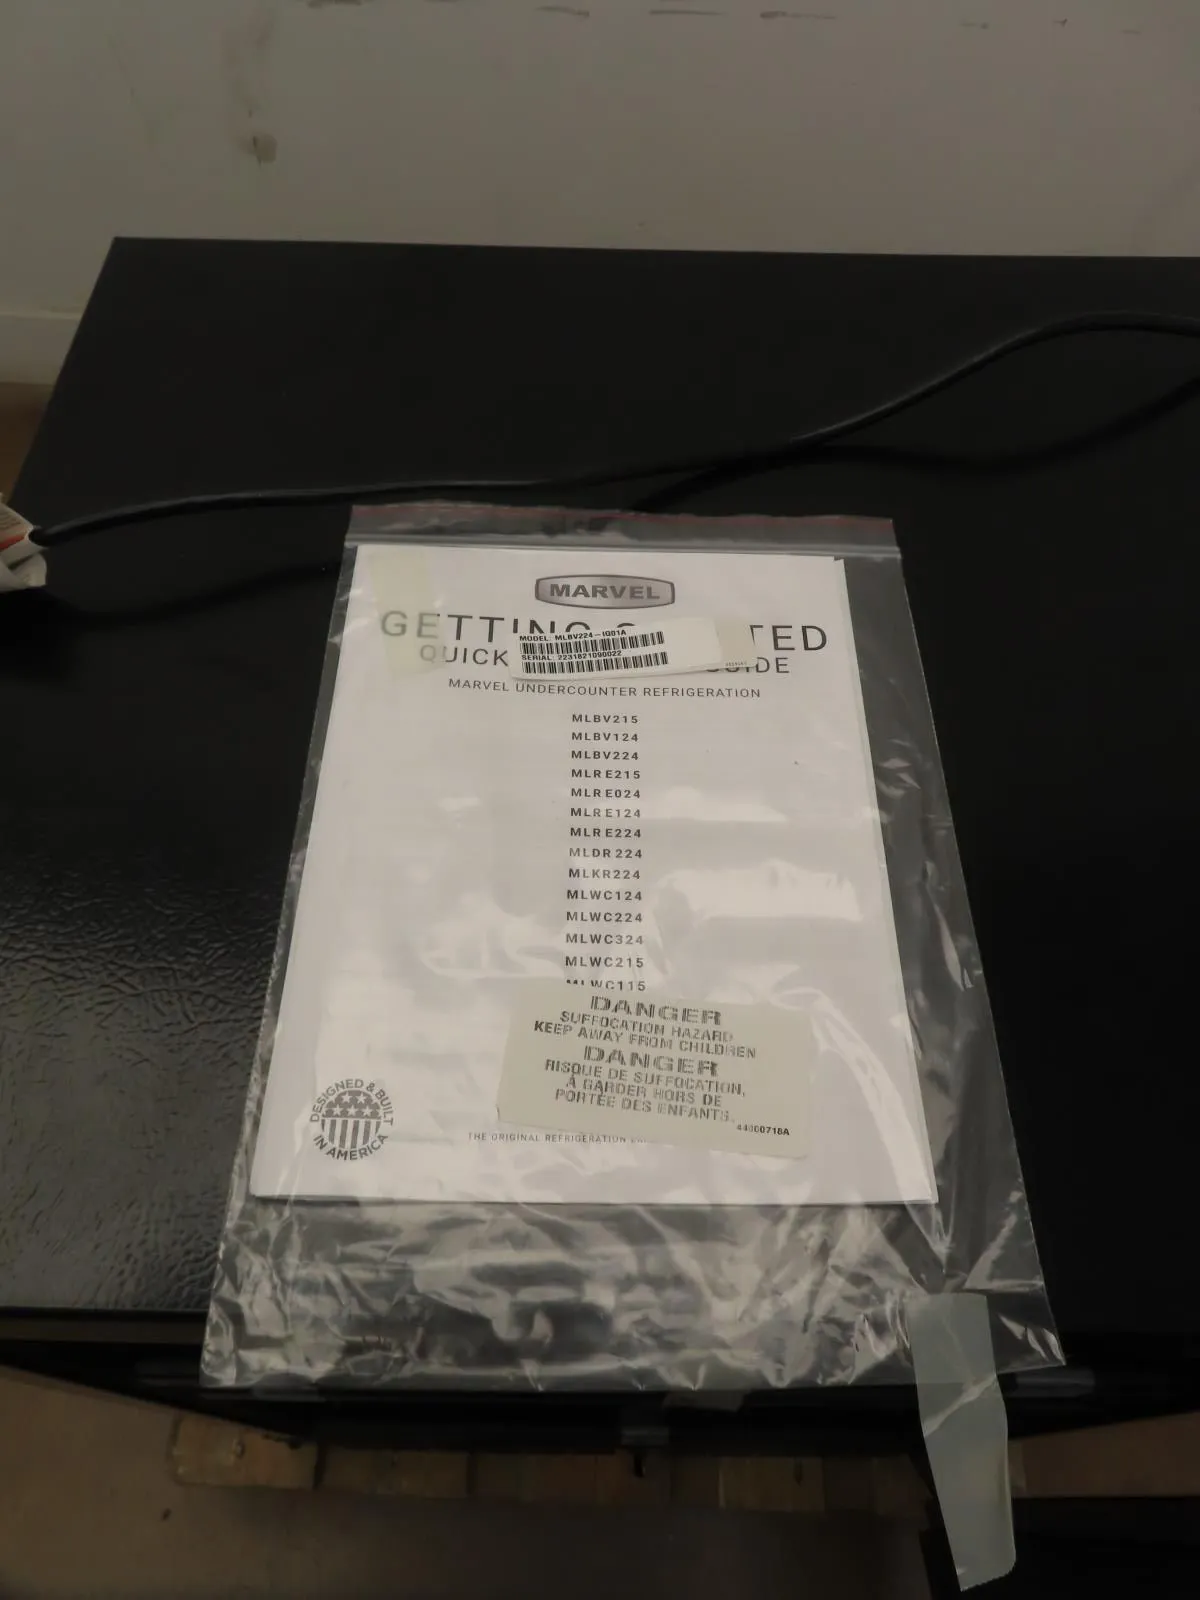 MARVEL
GETTING S TED
QUICK GUIDE
MODEL: MLBV224-IG01A
SERIAL: 2231821090022
MARVEL UNDERCOUNTER REFRIGERATION
MLBV215
MLBV124
MLBV224
MLRE215
MLRE024
MLRE124
MLRE224
MLDR224
MLKR224
MLWC124
MLWC224
MLWC324
MLWC215
MLWC115
DANGER
SUFFOCATION HAZARD
KEEP AWAY FROM CHILDREN
DANGER
RISQUE DE SUFFOCATION,
À GARDER HORS DE
PORTÉE DES ENFANTS.
44000718A
DESIGNED & BUILT
IN AMERICA
THE ORIGINAL REFRIGERATION